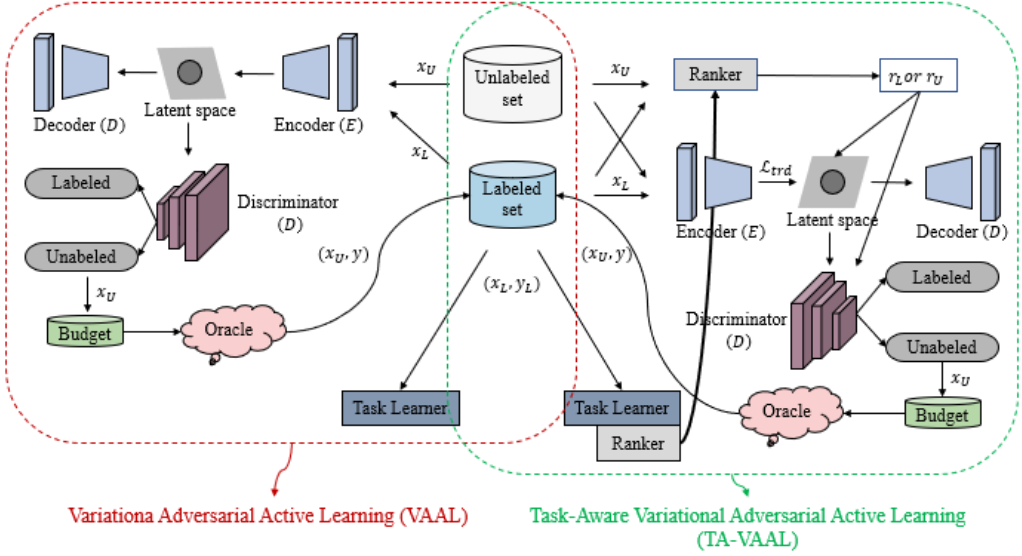 Decoder (D)
Latent space
Encoder (E)
x_U
x_L
Labeled
Unabeled
Discriminator
(D)
x_U
Budget
Oracle
(x_U, y)
Unlabeled
set
Labeled
set
(x_L, y_L)
Task Learner
Task Learner
Ranker
x_U
x_L
Ranker
r_L or r_U
Encoder (E)
ℒ_trd
Latent space
Decoder (D)
Discriminator
(D)
Labeled
Unabeled
x_U
Budget
Oracle
(x_U, y)
Variationa Adversarial Active Learning (VAAL)
Task-Aware Variational Adversarial Active Learning
(TA-VAAL)